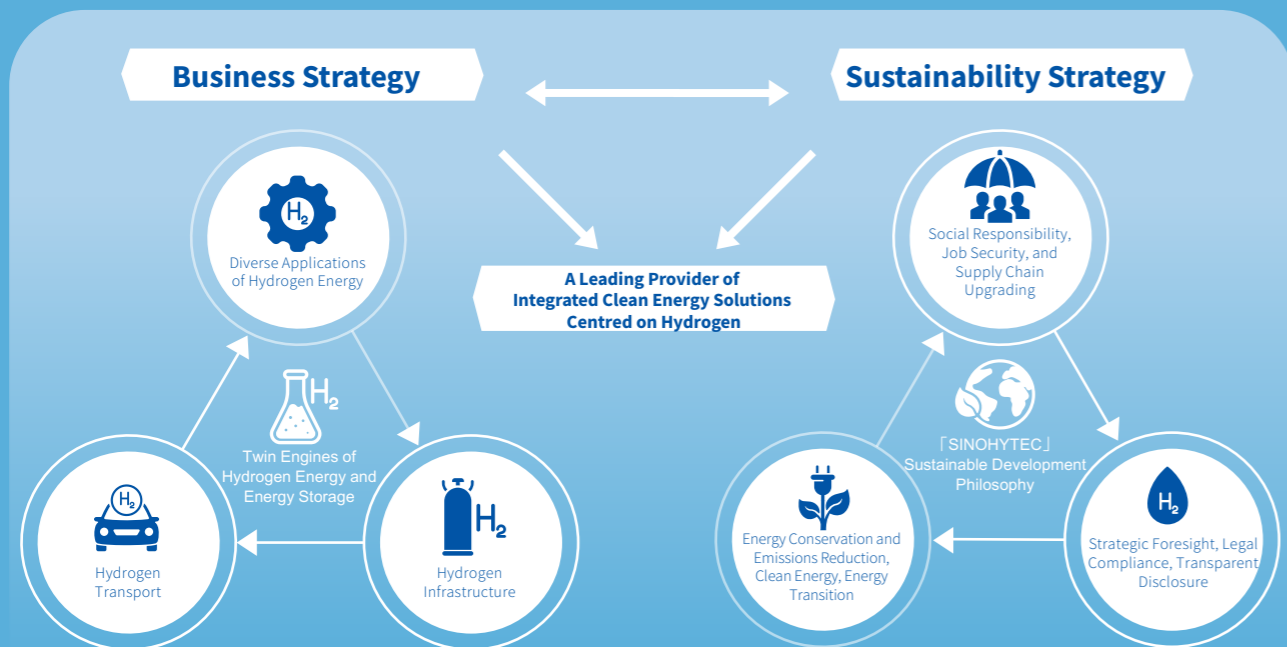 Business Strategy
Sustainability Strategy
H2
Diverse Applications
of Hydrogen Energy
A Leading Provider of
Integrated Clean Energy Solutions
Centred on Hydrogen
Social Responsibility,
Job Security, and
Supply Chain
Upgrading
H2
Twin Engines of
Hydrogen Energy and
Energy Storage
「SINOHYTEC」
Sustainable Development
Philosophy
H2
Hydrogen
Transport
H2
Hydrogen
Infrastructure
Energy Conservation and
Emissions Reduction,
Clean Energy, Energy
Transition
H2
Strategic Foresight, Legal
Compliance, Transparent
Disclosure